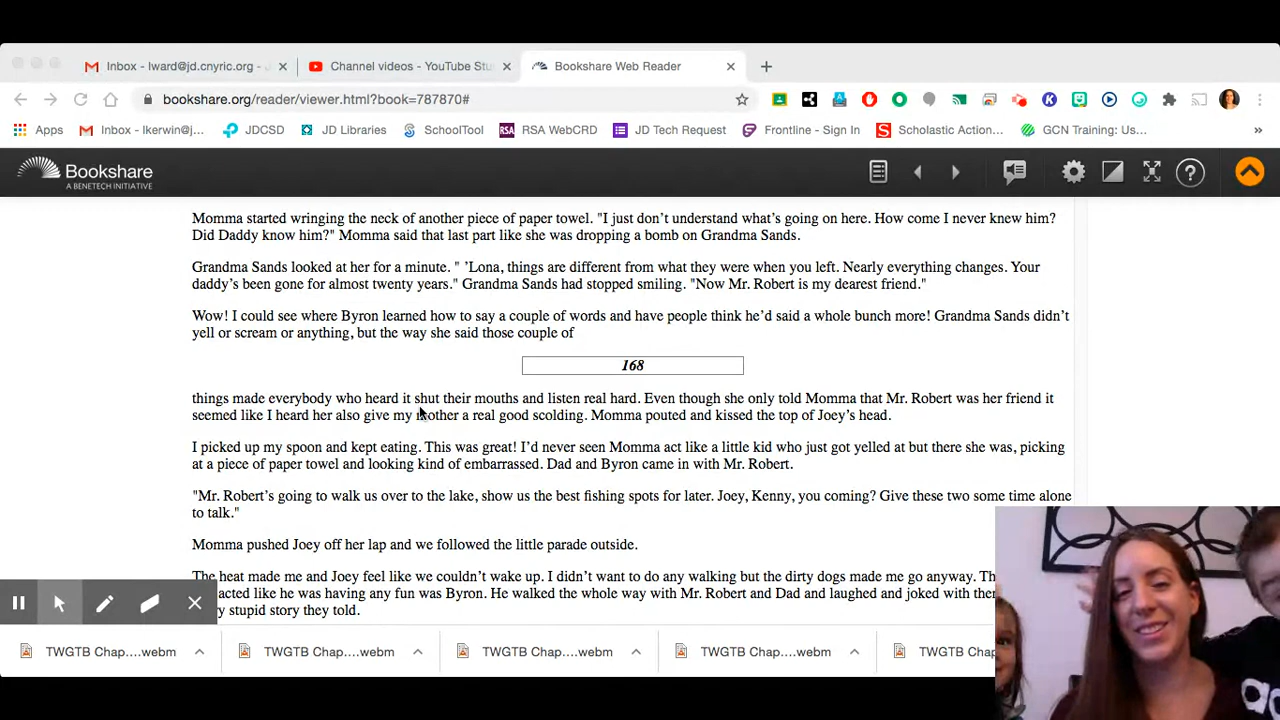 Inbox - lward@jd.cnyric.org -
Channel videos - YouTube Stu
Bookshare Web Reader
bookshare.org/reader/viewer.html?book=787870#
Apps
Inbox - lkerwin@j...
JDCSD
JD Libraries
SchoolTool
RSA WebCRD
JD Tech Request
Frontline - Sign In
Scholastic Action...
GCN Training: Us...
Bookshare
A BENETECH INITIATIVE
Momma started wringing the neck of another piece of paper towel. "I just don't understand what's going on here. How come I never knew him?
Did Daddy know him?" Momma said that last part like she was dropping a bomb on Grandma Sands.
Grandma Sands looked at her for a minute. " 'Lona, things are different from what they were when you left. Nearly everything changes. Your
daddy's been gone for almost twenty years." Grandma Sands had stopped smiling. "Now Mr. Robert is my dearest friend."
Wow! I could see where Byron learned how to say a couple of words and have people think he'd said a whole bunch more! Grandma Sands didn't
yell or scream or anything, but the way she said those couple of
168
things made everybody who heard it shut their mouths and listen real hard. Even though she only told Momma that Mr. Robert was her friend it
seemed like I heard her also give my mother a real good scolding. Momma pouted and kissed the top of Joey's head.
I picked up my spoon and kept eating. This was great! I'd never seen Momma act like a little kid who just got yelled at but there she was, picking
at a piece of paper towel and looking kind of embarrassed. Dad and Byron came in with Mr. Robert.
"Mr. Robert's going to walk us over to the lake, show us the best fishing spots for later. Joey, Kenny, you coming? Give these two some time alone
to talk."
Momma pushed Joey off her lap and we followed the little parade outside.
The heat made me and Joey feel like we couldn't wake up. I didn't want to do any walking but the dirty dogs made me go anyway. Th
acted like he was having any fun was Byron. He walked the whole way with Mr. Robert and Dad and laughed and joked with
y stupid story they told.
TWGTB Chap....webm
TWGTB Chap....webm
TWGTB Chap....webm
TWGTB Chap....webm
TWGTB Cha